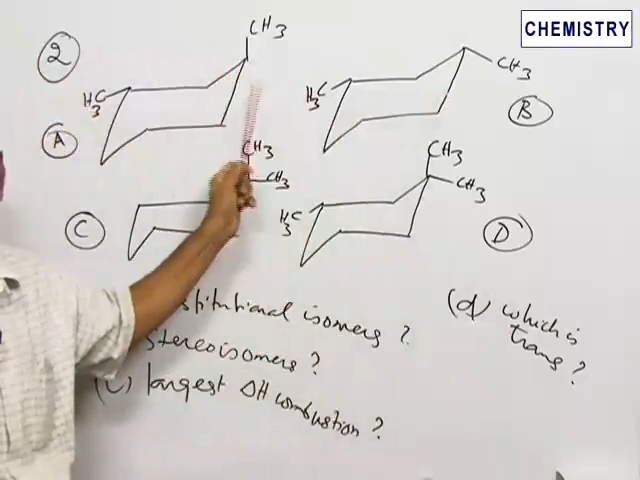 CHEMISTRY
2
CH3
H3C
A
CH3
H3C
B
CH3
CH3
C
CH3
CH3
H3C
D
stitutional isomers ?
stereoisomers ?
(c) largest ΔH combustion ?
(d) which is
trans ?